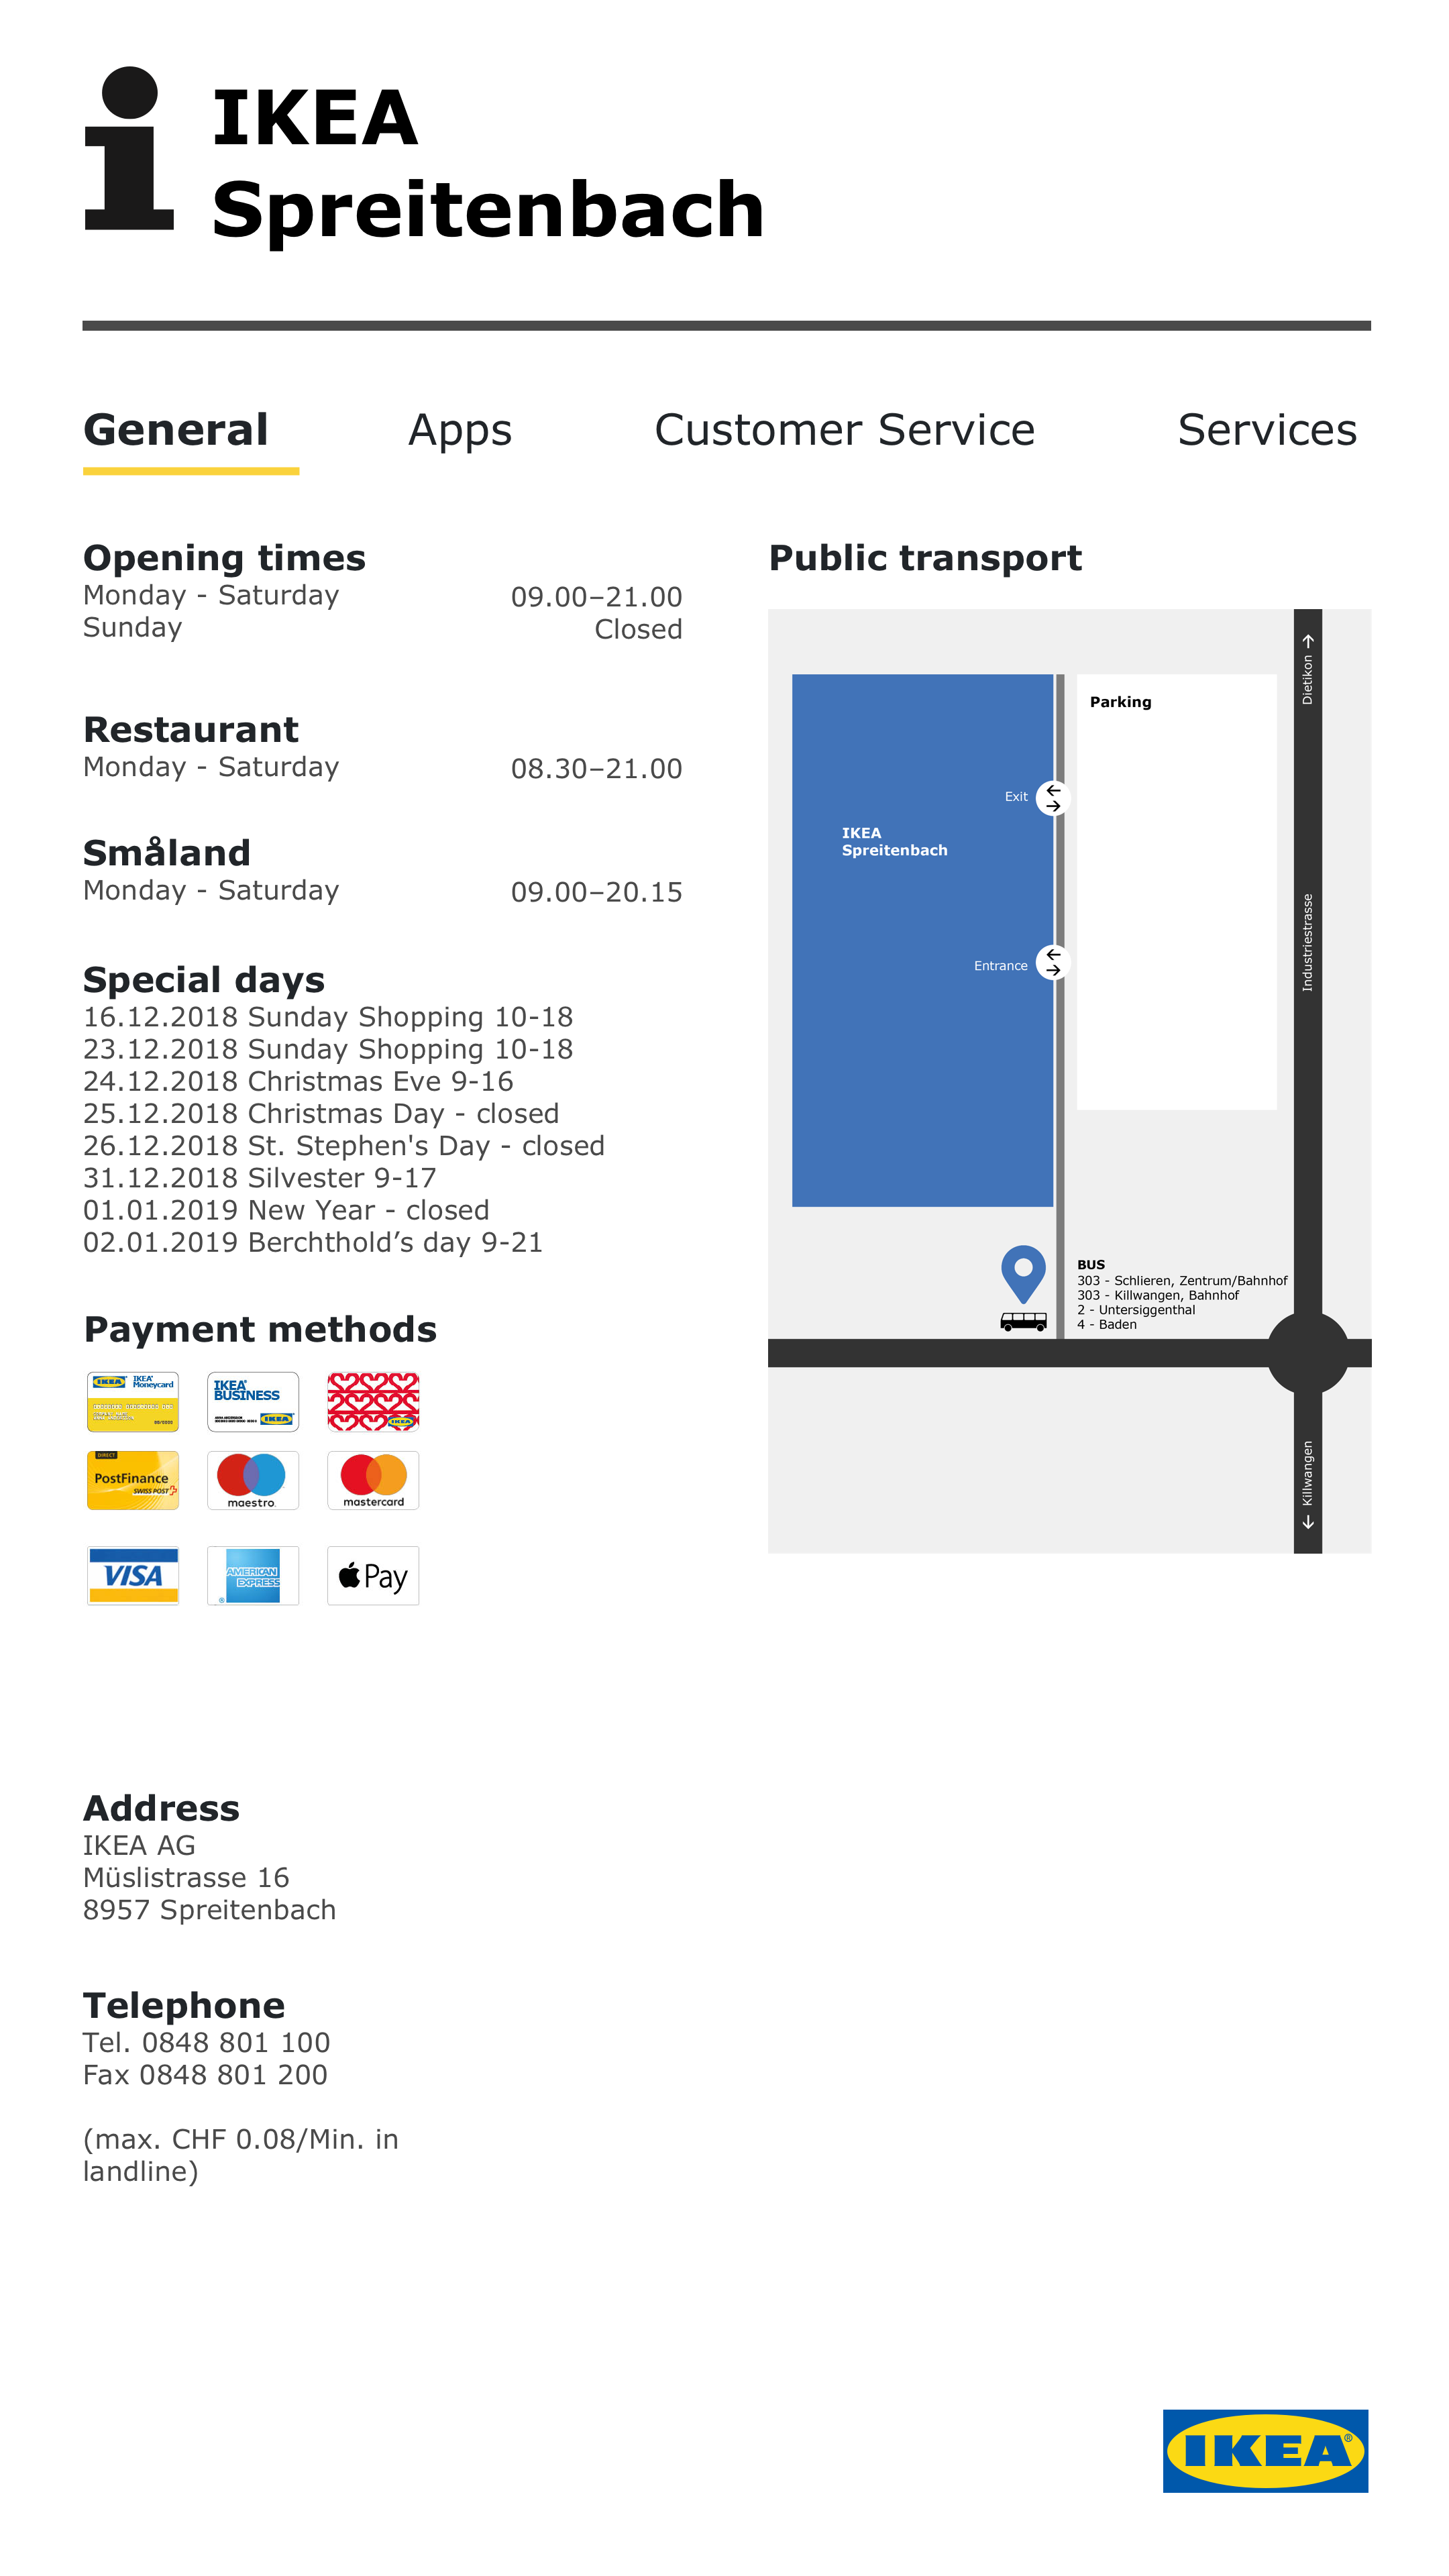 IKEA
Spreitenbach
General
Apps
Customer Service
Services
Opening times
Monday - Saturday 09.00–21.00
Sunday Closed
Restaurant
Monday - Saturday 08.30–21.00
Småland
Monday - Saturday 09.00–20.15
Special days
16.12.2018 Sunday Shopping 10-18
23.12.2018 Sunday Shopping 10-18
24.12.2018 Christmas Eve 9-16
25.12.2018 Christmas Day - closed
26.12.2018 St. Stephen's Day - closed
31.12.2018 Silvester 9-17
01.01.2019 New Year - closed
02.01.2019 Berchthold’s day 9-21
Payment methods
IKEA IKEA
Moneycard
IKEA
BUSINESS
IKEA
IKEA
DIRECT
PostFinance
SWISS POST
maestro
mastercard
VISA
AMERICAN
EXPRESS
®
Pay
Address
IKEA AG
Müslistrasse 16
8957 Spreitenbach
Telephone
Tel. 0848 801 100
Fax 0848 801 200
(max. CHF 0.08/Min. in
landline)
Public transport
Dietikon →
Parking
Exit
IKEA
Spreitenbach
Industriestrasse
Entrance
BUS
303 - Schlieren, Zentrum/Bahnhof
303 - Killwangen, Bahnhof
2 - Untersiggenthal
4 - Baden
← Killwangen
IKEA®